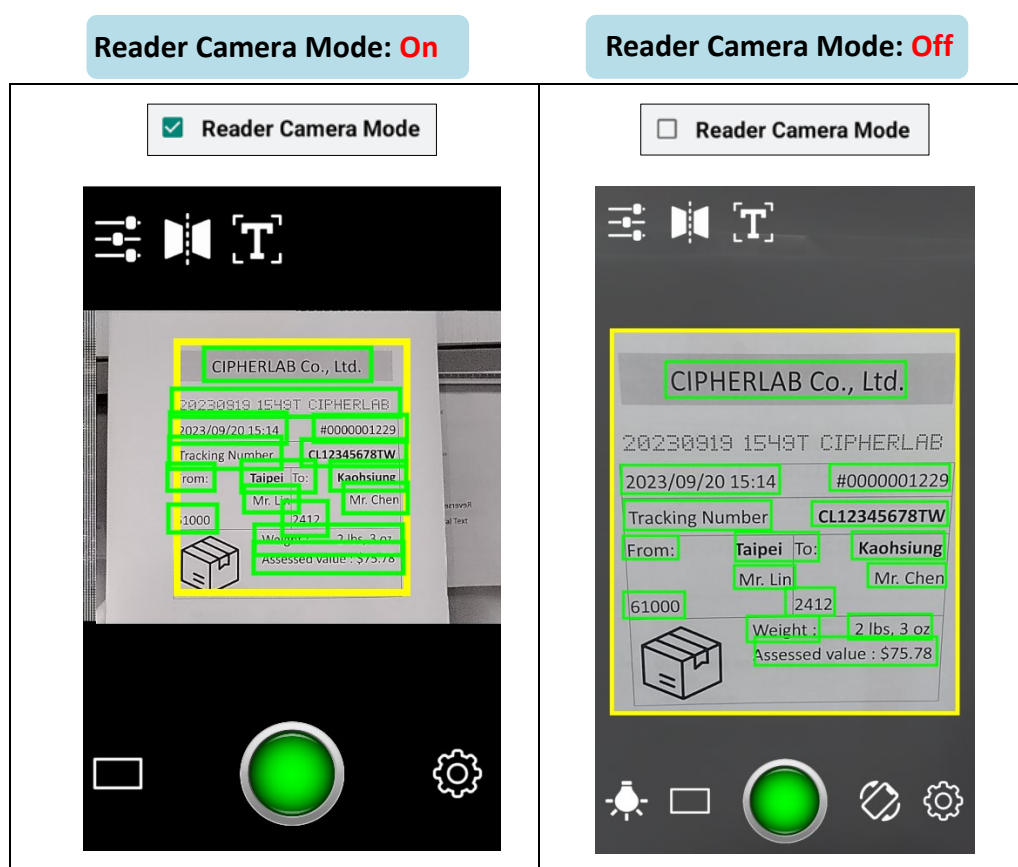 Reader Camera Mode: On
Reader Camera Mode: Off
Reader Camera Mode
Reader Camera Mode
T
T
CIPHERLAB Co., Ltd.
20230919 1549T CIPHERLAB
2023/09/20 15:14 #0000001229
Tracking Number CL12345678TW
From: Taipei To: Kaohsiung
Mr. Lin Mr. Chen
61000 2412
Weight : 2 lbs, 3 oz
Assessed value : $75.78
CIPHERLAB Co., Ltd.
20230919 1549T CIPHERLAB
2023/09/20 15:14 #0000001229
Tracking Number CL12345678TW
From: Taipei To: Kaohsiung
Mr. Lin Mr. Chen
61000 2412
Weight : 2 lbs, 3 oz
Assessed value : $75.78